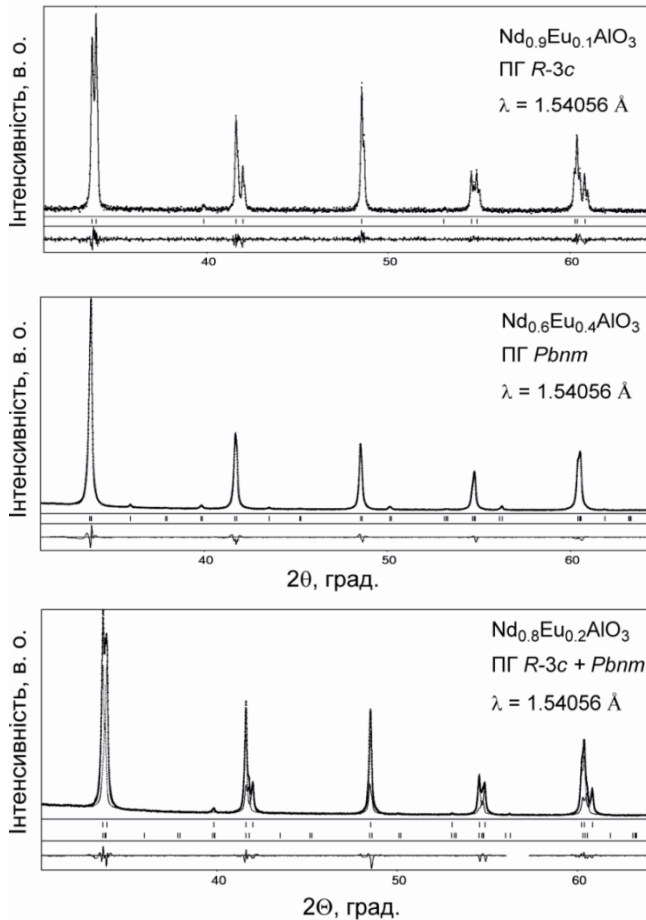 Інтенсивність, в. о.
Nd0.9Eu0.1AlO3
ПГ R-3c
λ = 1.54056 Å
40 50 60
Інтенсивність, в. о.
Nd0.6Eu0.4AlO3
ПГ Pbnm
λ = 1.54056 Å
40 50 60
2θ, град.
Інтенсивність, в. о.
Nd0.8Eu0.2AlO3
ПГ R-3c + Pbnm
λ = 1.54056 Å
40 50 60
2Θ, град.